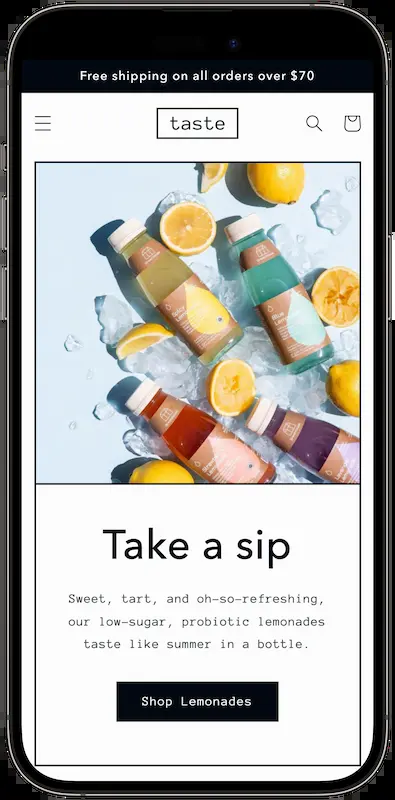 Free shipping on all orders over $70
taste
Take a sip
Sweet, tart, and oh-so-refreshing,
our low-sugar, probiotic lemonades
taste like summer in a bottle.
Shop Lemonades